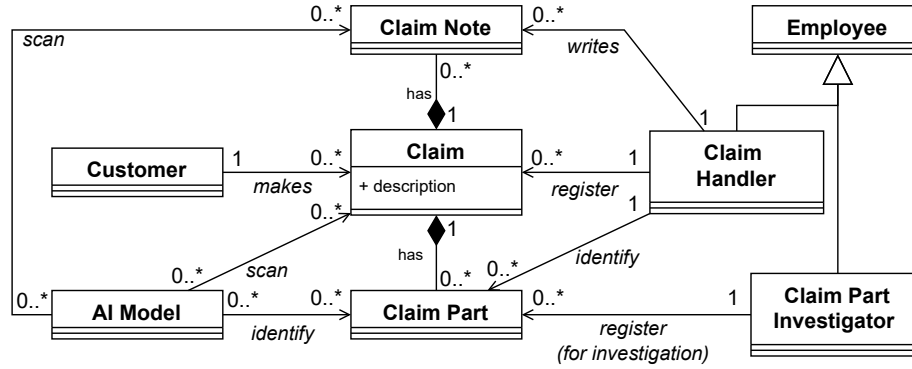 0..*
Claim Note
0..*
Employee
scan
writes
0..*
has
1
1
Customer
1
0..*
makes
Claim
+ description
0..*
1
register
Claim
Handler
0..*
1
1
has
identify
0..*
scan
0..*
0..*
0..*
AI Model
0..*
0..*
identify
Claim Part
0..*
1
register
(for investigation)
Claim Part
Investigator